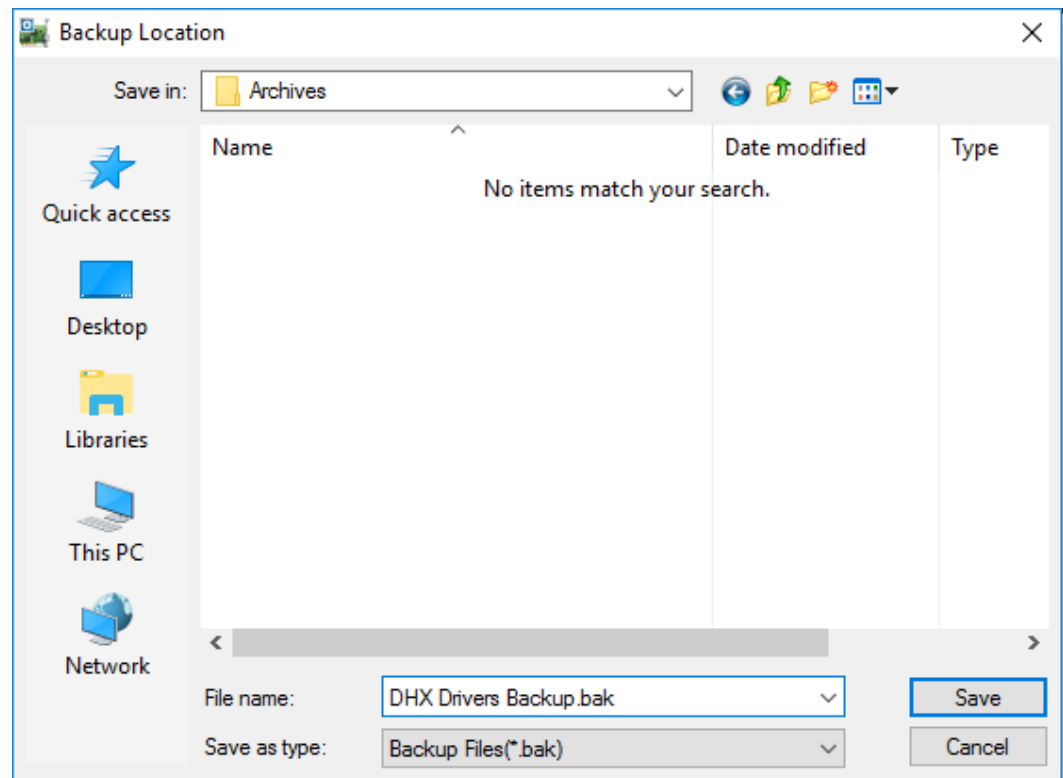 Backup Location
Save in: Archives
Name Date modified Type
No items match your search.
Quick access
Desktop
Libraries
This PC
Network
File name: DHX Drivers Backup.bak Save
Save as type: Backup Files(*.bak) Cancel